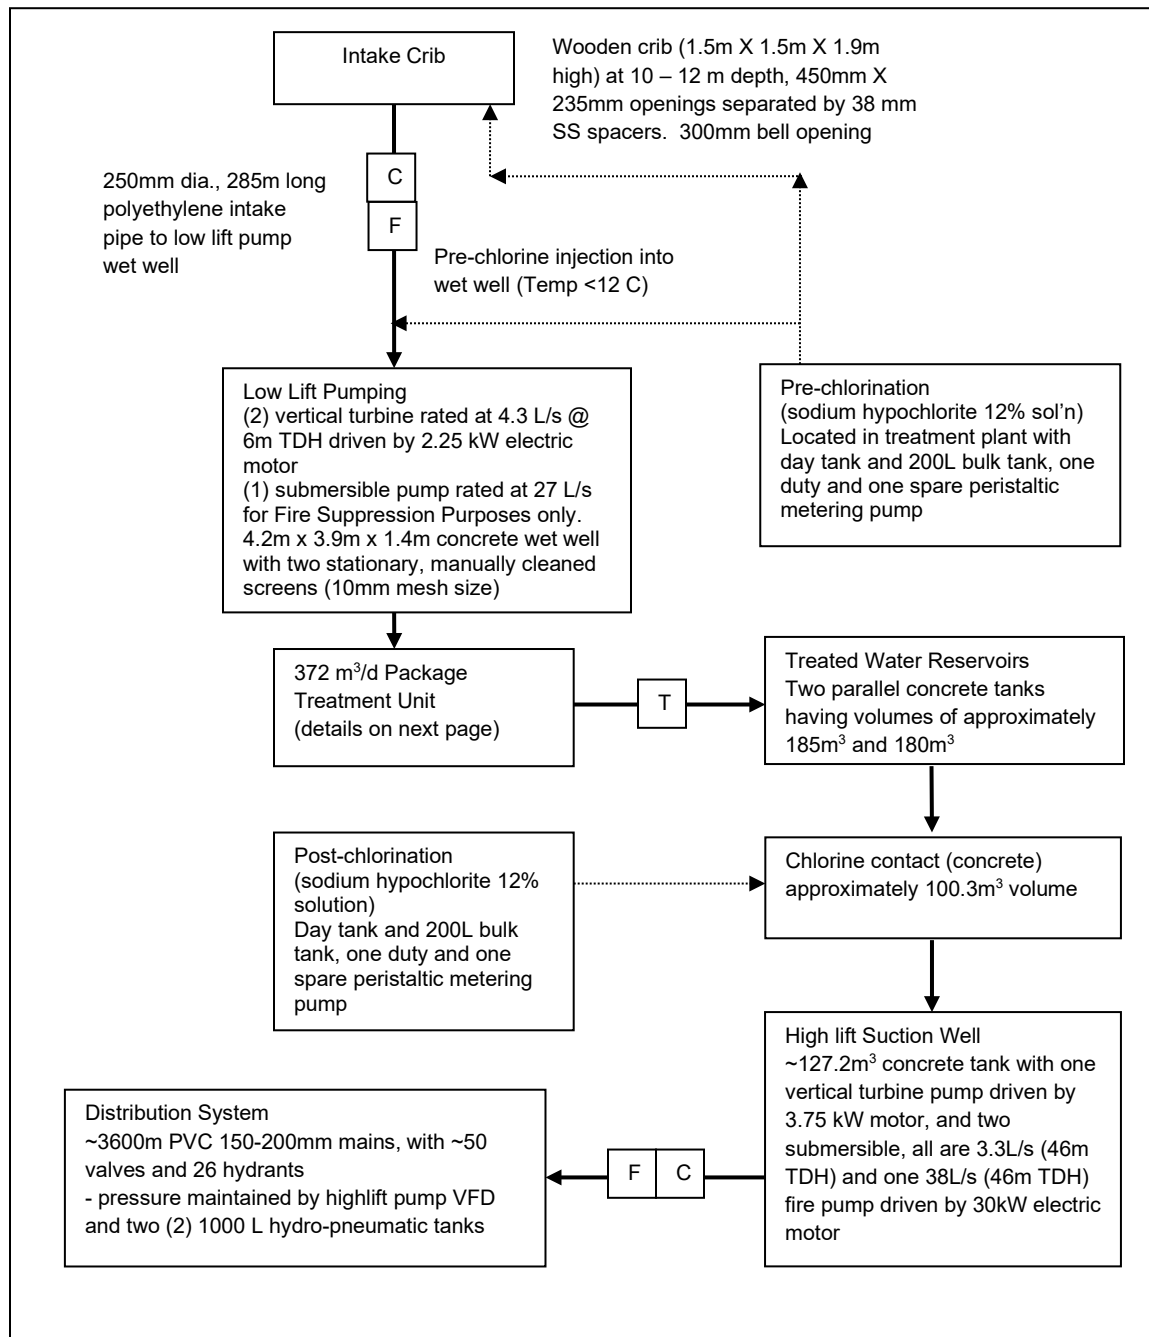 Intake Crib
Wooden crib (1.5m X 1.5m X 1.9m
high) at 10 – 12 m depth, 450mm X
235mm openings separated by 38 mm
SS spacers.  300mm bell opening
C
F
250mm dia., 285m long
polyethylene intake
pipe to low lift pump
wet well
Pre-chlorine injection into
wet well (Temp <12 C)
Low Lift Pumping
(2) vertical turbine rated at 4.3 L/s @
6m TDH driven by 2.25 kW electric
motor
(1) submersible pump rated at 27 L/s
for Fire Suppression Purposes only.
4.2m x 3.9m x 1.4m concrete wet well
with two stationary, manually cleaned
screens (10mm mesh size)
Pre-chlorination
(sodium hypochlorite 12% sol’n)
Located in treatment plant with
day tank and 200L bulk tank, one
duty and one spare peristaltic
metering pump
372 m³/d Package
Treatment Unit
(details on next page)
T
Treated Water Reservoirs
Two parallel concrete tanks
having volumes of approximately
185m³ and 180m³
Post-chlorination
(sodium hypochlorite 12%
solution)
Day tank and 200L bulk
tank, one duty and one
spare peristaltic metering
pump
Chlorine contact (concrete)
approximately 100.3m³ volume
High lift Suction Well
~127.2m³ concrete tank with one
vertical turbine pump driven by
3.75 kW motor, and two
submersible, all are 3.3L/s (46m
TDH) and one 38L/s (46m TDH)
fire pump driven by 30kW electric
motor
F C
Distribution System
~3600m PVC 150-200mm mains, with ~50
valves and 26 hydrants
- pressure maintained by highlift pump VFD
and two (2) 1000 L hydro-pneumatic tanks